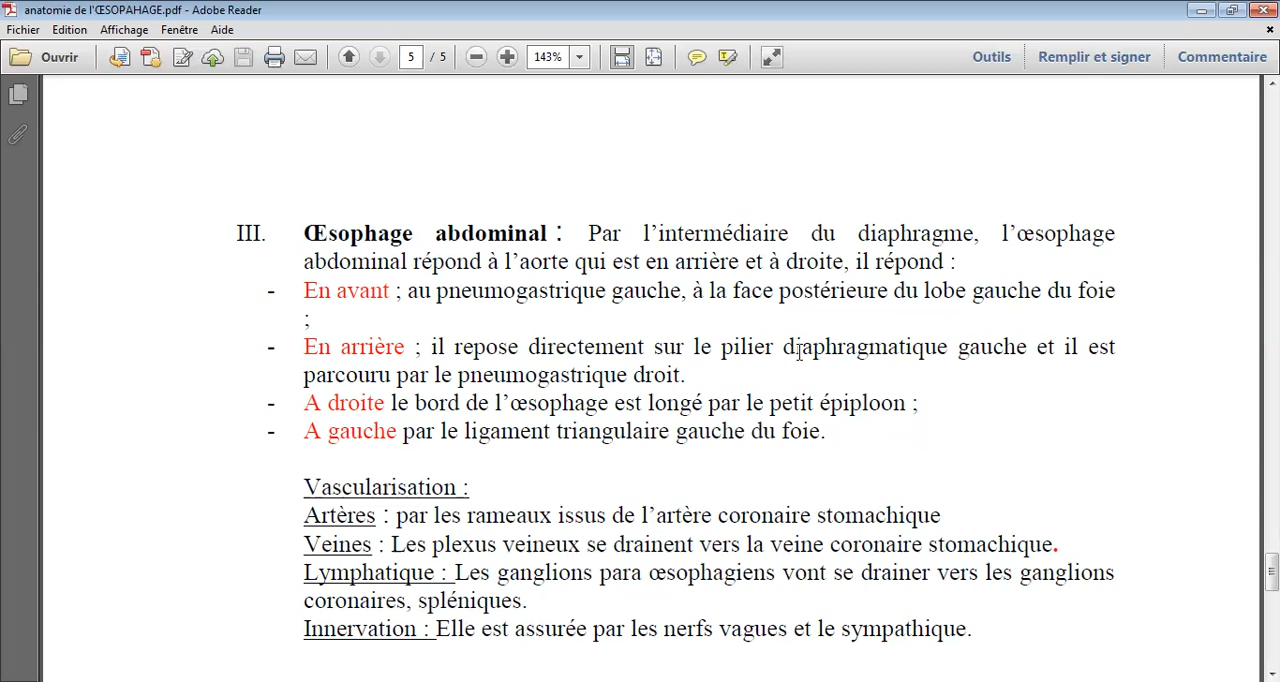 anatomie de l'ŒSOPAHAGE.pdf - Adobe Reader
Fichier Edition Affichage Fenêtre Aide
Ouvrir 5 / 5 143% Outils Remplir et signer Commentaire
III. Œsophage abdominal : Par l’intermédiaire du diaphragme, l’œsophage
abdominal répond à l’aorte qui est en arrière et à droite, il répond :
- En avant ; au pneumogastrique gauche, à la face postérieure du lobe gauche du foie
;
- En arrière ; il repose directement sur le pilier diaphragmatique gauche et il est
parcouru par le pneumogastrique droit.
- A droite le bord de l’œsophage est longé par le petit épiploon ;
- A gauche par le ligament triangulaire gauche du foie.
Vascularisation :
Artères : par les rameaux issus de l’artère coronaire stomachique
Veines : Les plexus veineux se drainent vers la veine coronaire stomachique.
Lymphatique : Les ganglions para œsophagiens vont se drainer vers les ganglions
coronaires, spléniques.
Innervation : Elle est assurée par les nerfs vagues et le sympathique.